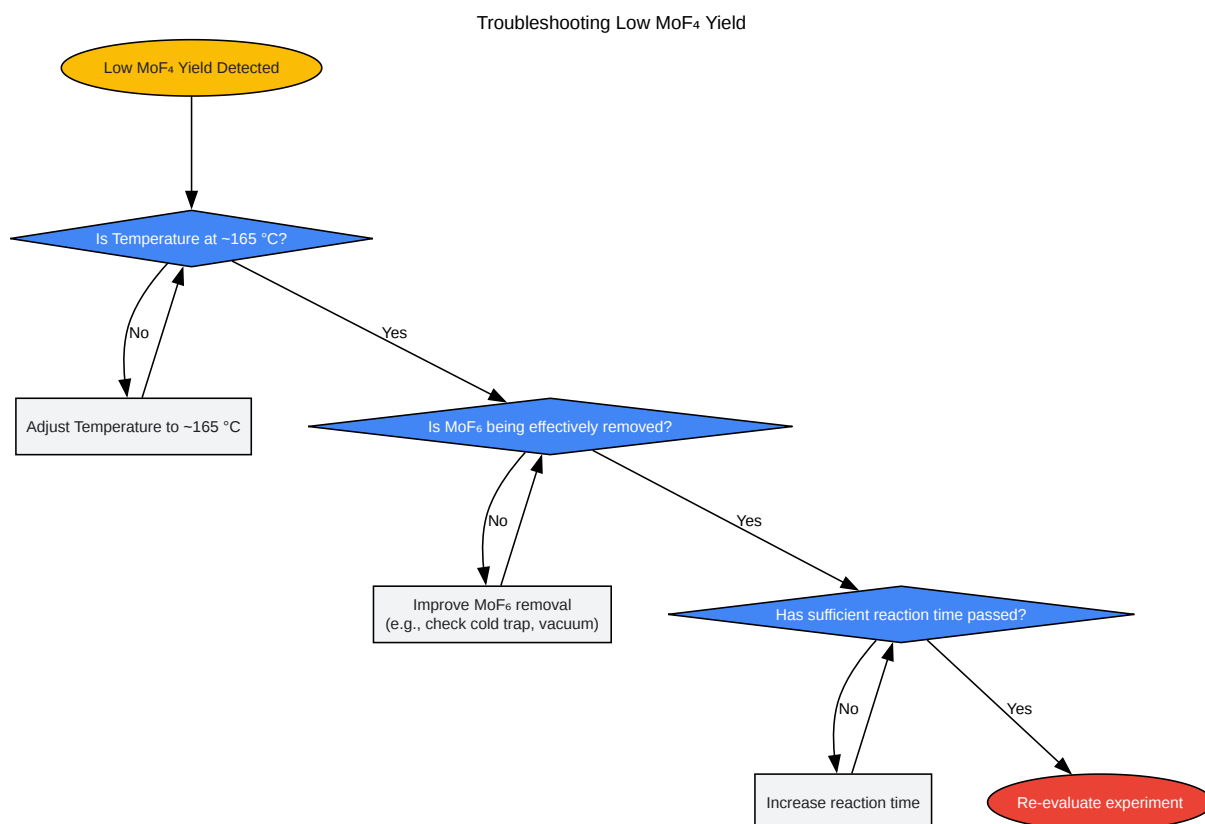 Troubleshooting Low MoF₄ Yield
Low MoF₄ Yield Detected
Is Temperature at ~165 °C?
No
Yes
Adjust Temperature to ~165 °C
Is MoF₆ being effectively removed?
No
Yes
Improve MoF₆ removal
(e.g., check cold trap, vacuum)
Has sufficient reaction time passed?
No
Yes
Increase reaction time
Re-evaluate experiment